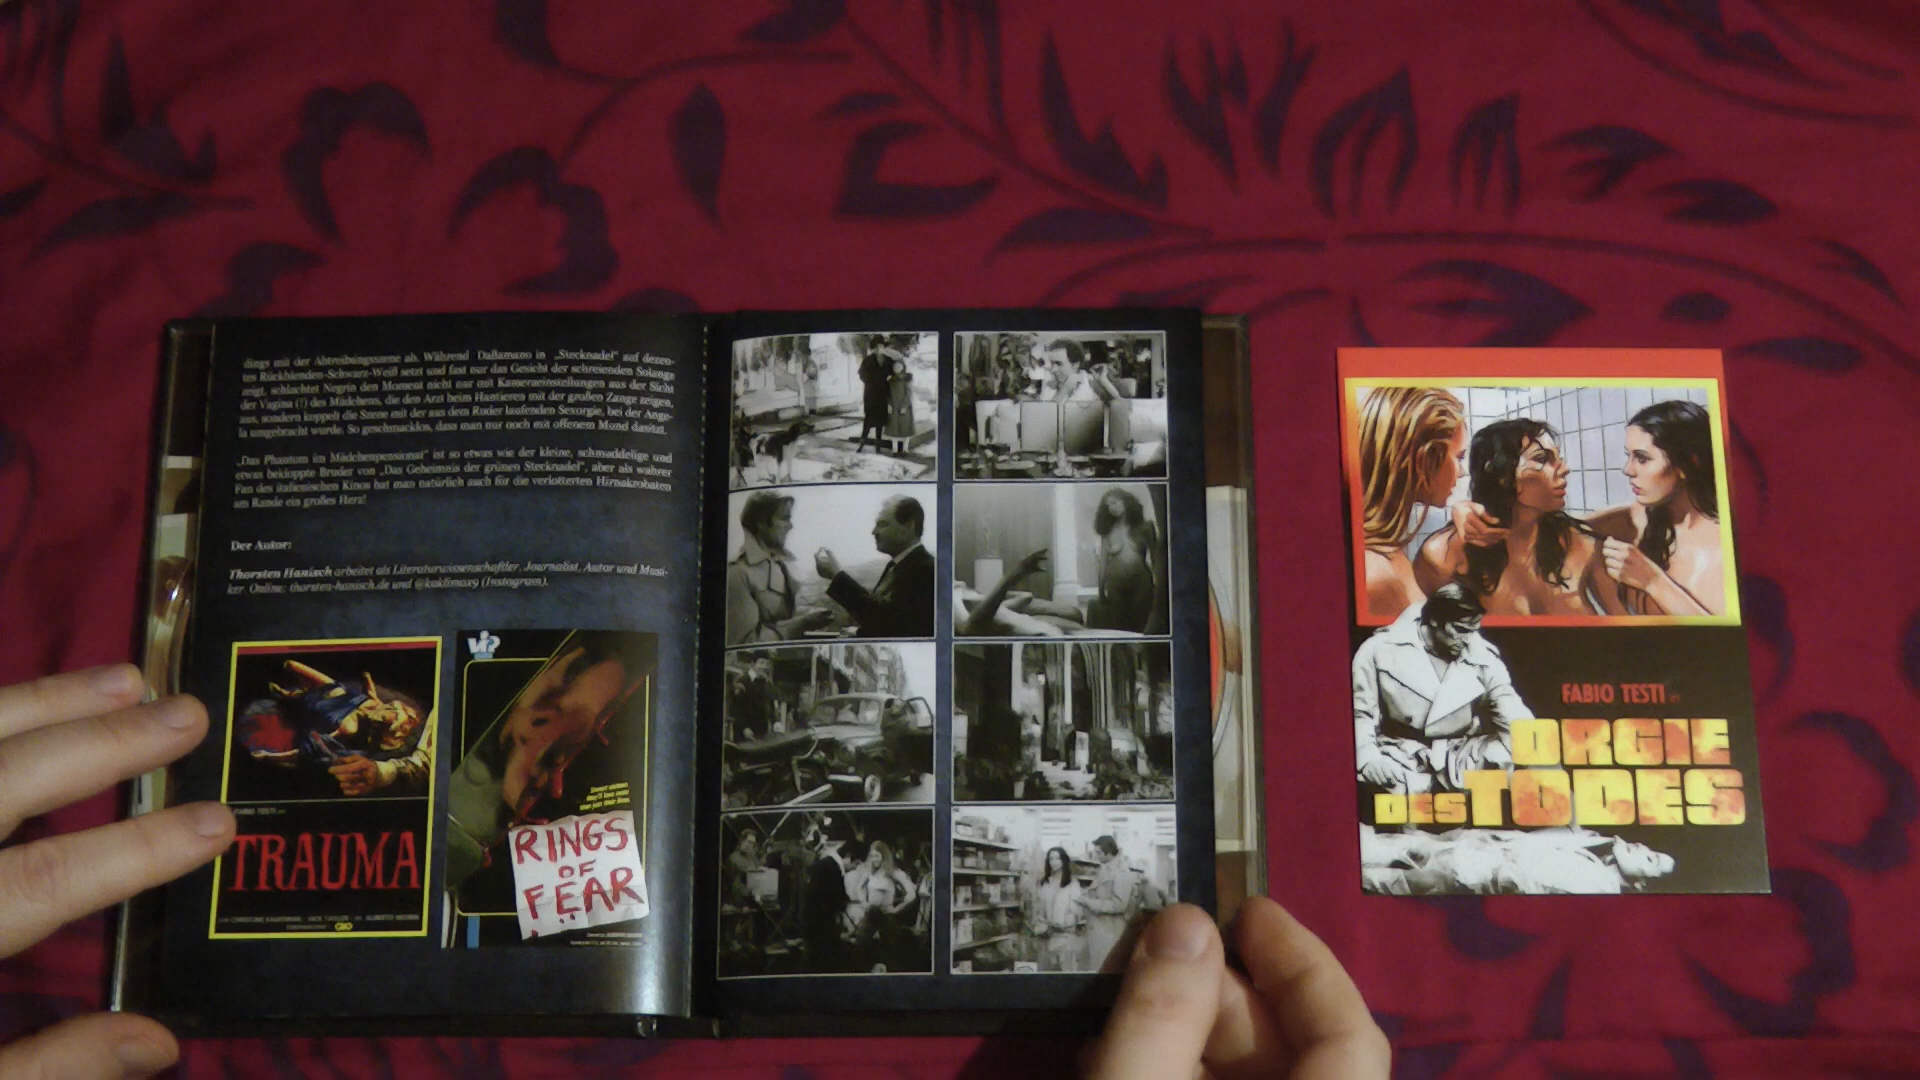 dings mit der Abtreibungsszene ab. Während Dallamano in „Stecknadel“ auf dezen-
tes Rückblenden-Schwarz-Weiß setzt und fast nur das Gesicht der schreienden Solange
zeigt, schlachtet Negrin den Moment nicht nur mit Kameraeinstellungen aus der Sicht
der Vagina (!) des Mädchens, die den Arzt beim Hantieren mit der großen Zange zeigen,
aus, sondern koppelt die Szene mit der aus dem Ruder laufenden Sexorgie, bei der Ange-
la umgebracht wurde. So geschmacklos, dass man nur noch mit offenem Mund dasitzt.
„Das Phantom im Mädchenpensionat“ ist so etwas wie der kleine, schmuddelige und
etwas bekloppte Bruder von „Das Geheimnis der grünen Stecknadel“, aber als wahrer
Fan des italienischen Kinos hat man natürlich auch für die verlotterten Hirnakrobaten
am Rande ein großes Herz!
Der Autor:
Thorsten Hanisch arbeitet als Literaturwissenschaftler, Journalist, Autor und Musi-
ker. Online: thorsten-hanisch.de und
FABIO TESTI
TRAUMA
RINGS
OF
FEAR
FABIO TESTI in
ORGIE
DES TODES